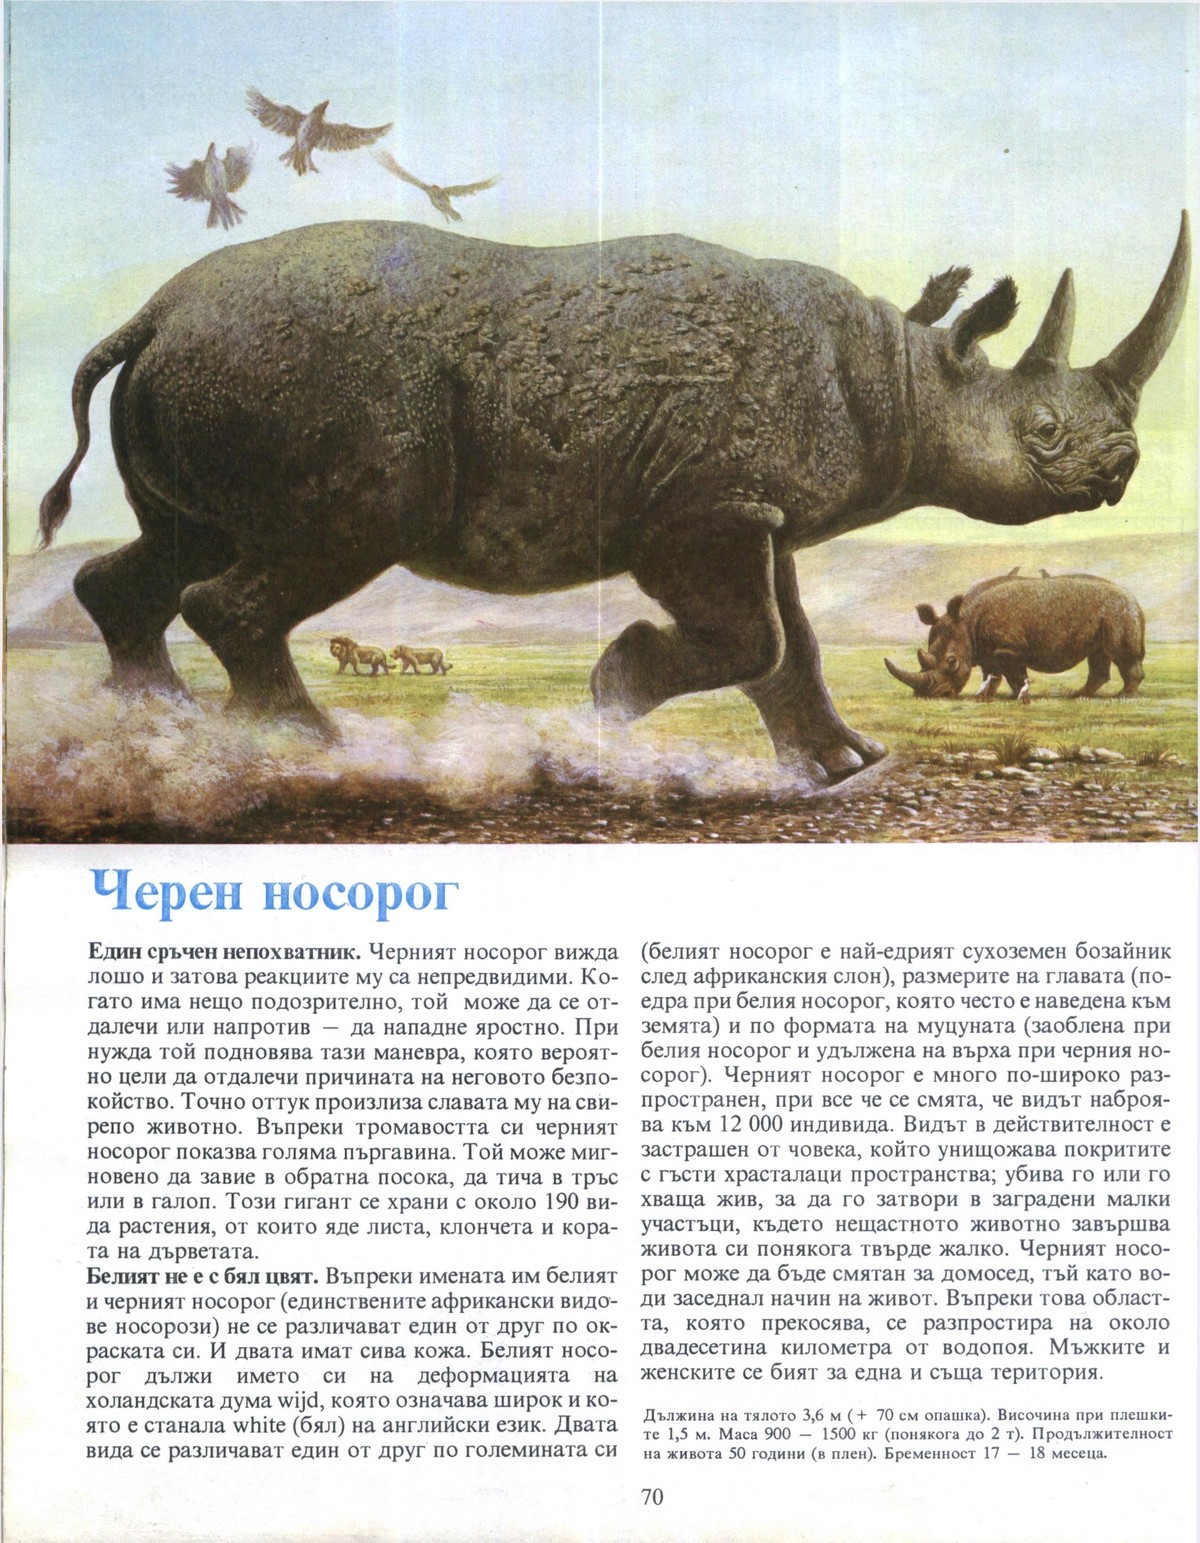 Черен носорог
Един сръчен непохватник. Черният носорог вижда
лошо и затова реакциите му са непредвидими. Ко-
гато има нещо подозрително, той може да се от-
далечи или напротив — да нападне яростно. При
нужда той подновява тази маневра, която вероят-
но цели да отдалечи причината на неговото безпо-
койство. Точно оттук произлиза славата му на сви-
репо животно. Въпреки тромавостта си черният
носорог показва голяма пъргавина. Той може миг-
новено да завие в обратна посока, да тича в тръс
или в галоп. Този гигант се храни с около 190 ви-
да растения, от които яде листа, клончета и кора-
та на дърветата.
Белият не е с бял цвят. Въпреки имената им белият
и черният носорог (единствените африкански видо-
ве носорози) не се различават един от друг по ок-
раската си. И двата имат сива кожа. Белият носо-
рог дължи името си на деформацията на
холандската дума wijd, която означава широк и ко-
ято е станала white (бял) на английски език. Двата
вида се различават един от друг по големината си
(белият носорог е най-едрият сухоземен бозайник
след африканския слон), размерите на главата (по-
едра при белия носорог, която често е наведена към
земята) и по формата на муцуната (заоблена при
белия носорог и удължена на върха при черния но-
сорог). Черният носорог е много по-широко раз-
пространен, при все че се смята, че видът наброя-
ва към 12 000 индивида. Видът в действителност е
застрашен от човека, който унищожава покритите
с гъсти храсталаци пространства; убива го или го
хваща жив, за да го затвори в заградени малки
участъци, където нещастното животно завършва
живота си понякога твърде жалко. Черният носо-
рог може да бъде смятан за домосед, тъй като во-
ди заседнал начин на живот. Въпреки това област-
та, която прекосява, се разпростира на около
двадесетина километра от водопоя. Мъжките и
женските се бият за една и съща територия.
Дължина на тялото 3,6 м (+ 70 см опашка). Височина при плешки-
те 1,5 м. Маса 900 — 1500 кг (понякога до 2 т). Продължителност
на живота 50 години (в плен). Бременност 17 — 18 месеца.
70